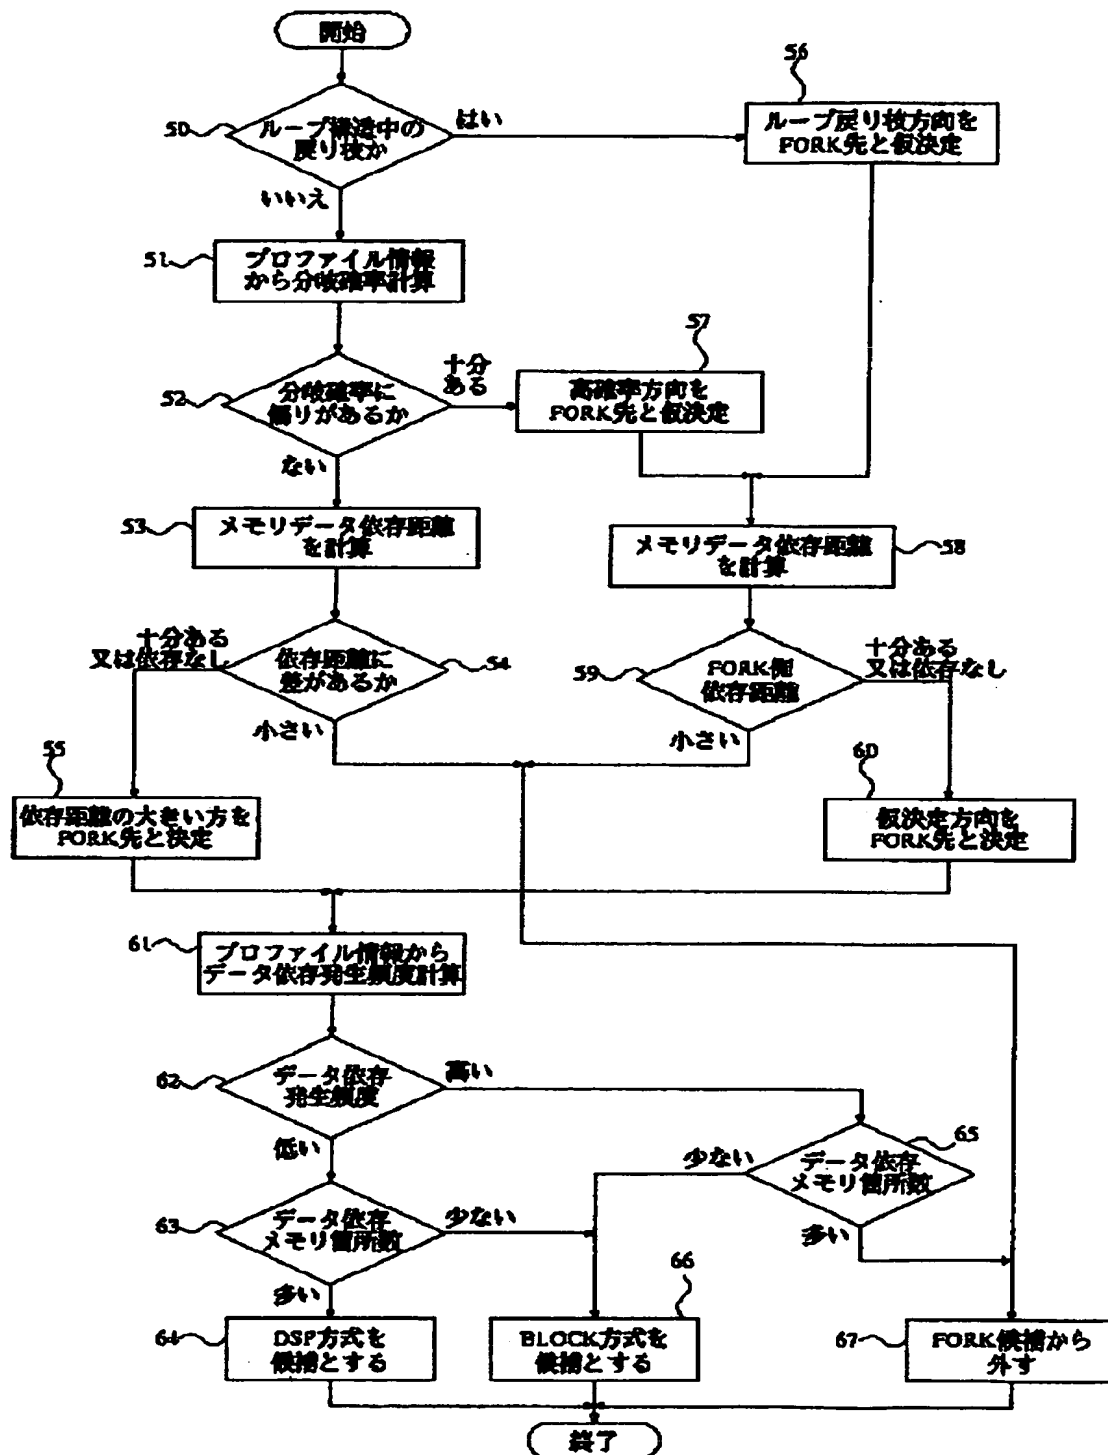 開始
56
50
ループ構造中の
戻り枝か
はい
ループ戻り枝方向を
FORK先と仮決定
いいえ
51
プロファイル情報
から分岐確率計算
57
52
分岐確率に
偏りがあるか
十分
ある
高確率方向を
FORK先と仮決定
ない
53
メモリデータ依存距離
を計算
メモリデータ依存距離
を計算
58
十分ある
又は依存なし
依存距離に
差があるか
54
59
FORK側
依存距離
十分ある
又は依存なし
小さい
小さい
55
60
依存距離の大きい方を
FORK先と決定
仮決定方向を
FORK先と決定
61
プロファイル情報から
データ依存発生頻度計算
62
データ依存
発生頻度
高い
65
低い
少ない
データ依存
メモリ箇所数
63
データ依存
メモリ箇所数
少ない
多い
多い
66
64
DSP方式を
候補とする
BLOCK方式を
候補とする
67
FORK候補から
外す
終了